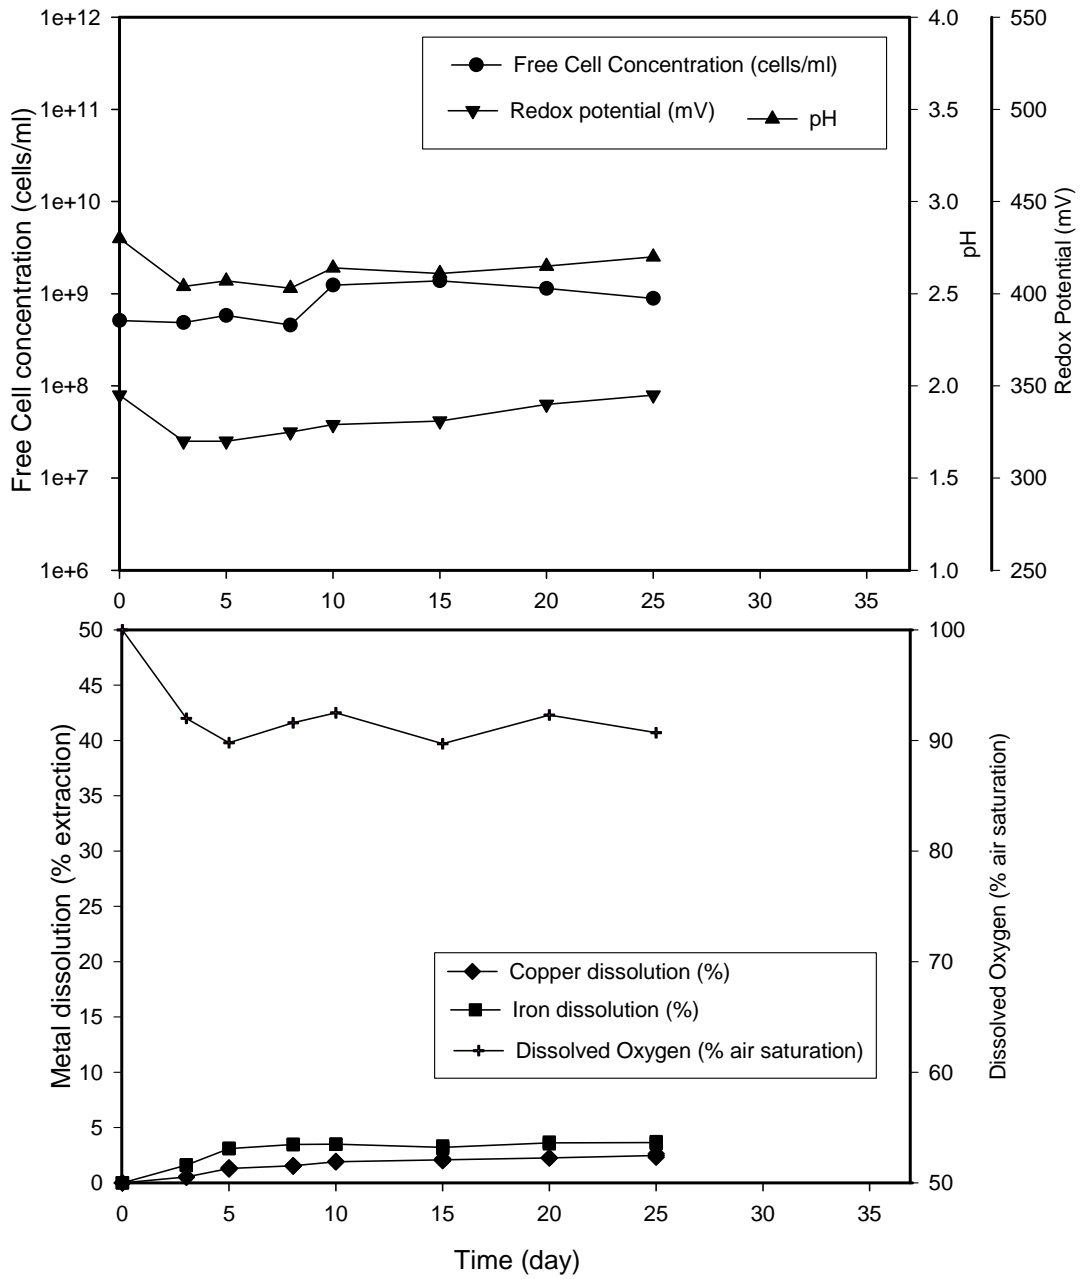 1e+12
1e+11
1e+10
1e+9
1e+8
1e+7
1e+6
Free Cell concentration (cells/ml)
Free Cell Concentration (cells/ml)
Redox potential (mV)
pH
4.0
3.5
3.0
2.5
2.0
1.5
1.0
pH
550
500
450
400
350
300
250
Redox Potential (mV)
0 5 10 15 20 25 30 35
50
45
40
35
30
25
20
15
10
5
0
Metal dissolution (% extraction)
Copper dissolution (%)
Iron dissolution (%)
Dissolved Oxygen (% air saturation)
100
90
80
70
60
50
Dissolved Oxygen (% air saturation)
0 5 10 15 20 25 30 35
Time (day)